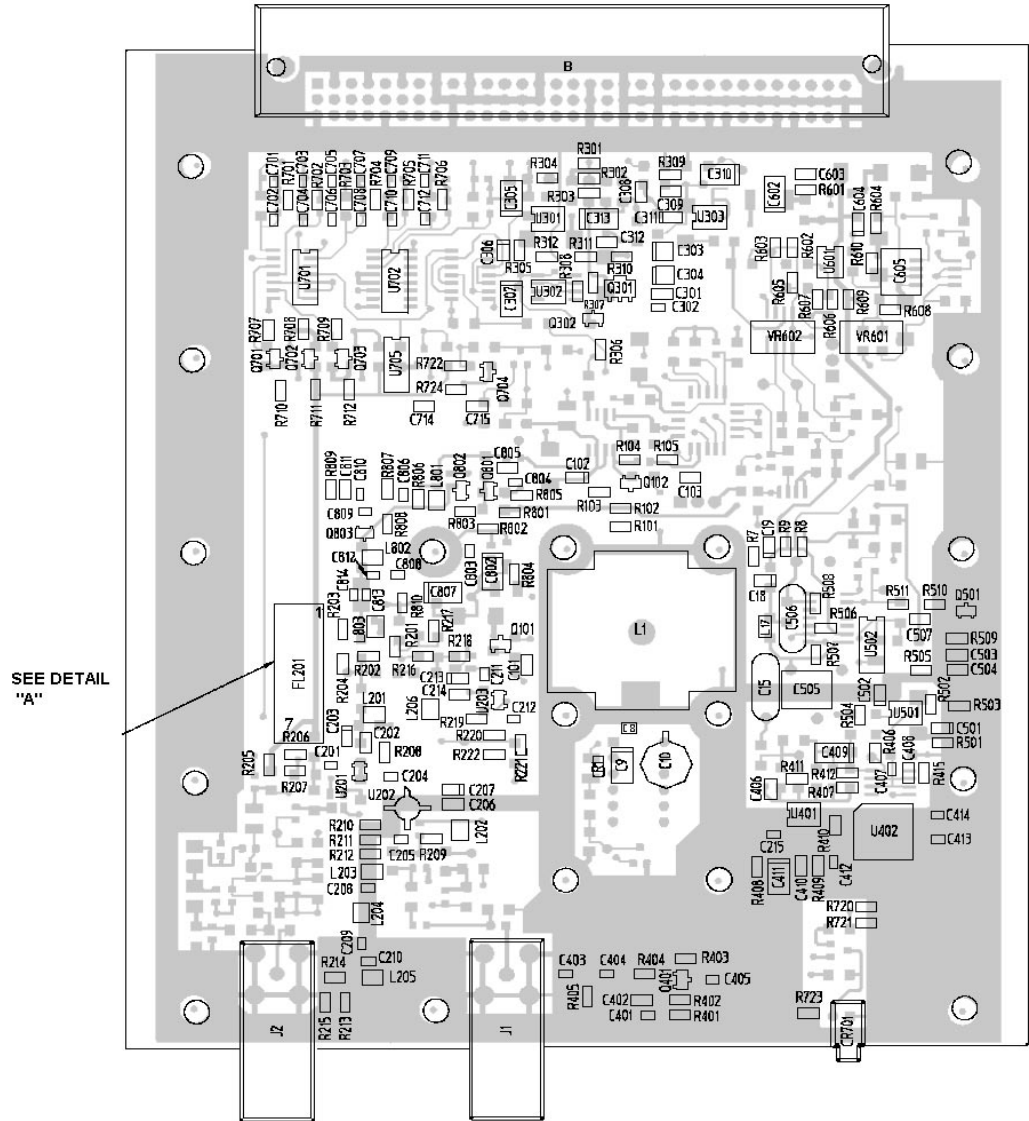 B
C701 C703 C705 C707 C709 C711
R701 R702 R703 R704 R705 R706
C702 C704 C706 C708 C710 C712
R301
R304 R302 R309
R303 C308 C310 C602 C603
R601
C305 U301 C313 C309 C311 U303 C604 R604
C306 R305 R312 R311 C312 C303 R603 R602 U601 R610 C605
U701 U702 R308 R310 C304
C307 U302 Q301 C301 R605
R307 C302 R607 R606 R609 R608
R707 R708 R709 Q302 VR602 VR601
Q701 Q702 Q703 U705 R722 R306
R724 Q704
R710 R711 R712 C714 C715
R809 C811 C810 R807 C806 R806 L801 Q802 Q801 C805 C804 C102 R104 R105
R805 Q102 C103
C809 R808 R803 R801 R103 R102
Q803 R802 R101
L802 R7 C19 R9 R8
C812 C808 C803 C802 R804
C814 C813 R810 C807 C18
R203 1 R217 L17 C506 R508 R511 R510 Q501
L803 R201 Q101 L1 R506 U502 C507 R509
SEE DETAIL
"A"
FL201 R202 R216 R218 C101 R507 R505 C503
R204 C213 C211 C504
C214 C15 C505 C502 R502
L201 L206 U203 C212 R504 U501 R503
7 C203 R219 C501
R206 C202 R208 R220 C8 R501
R205 R207 C201 R222 R221 C81 C9 C10 R411 C409 R406 C408
U201 C204 R412 C407 R415
U202 C207 C206 C406 R407
R210 U401 R410 U402 C414
R211 C205 R209 L202 C215 C413
R212
L203 R408 C411 C410 R409 C412
C208
L204 R720
R721
C209 C210 C403 C404 R404 R403
R214 L205 Q401 C405
R405 C402 R402
R215 R213 C401 R401 R723
J2 J1 CR701